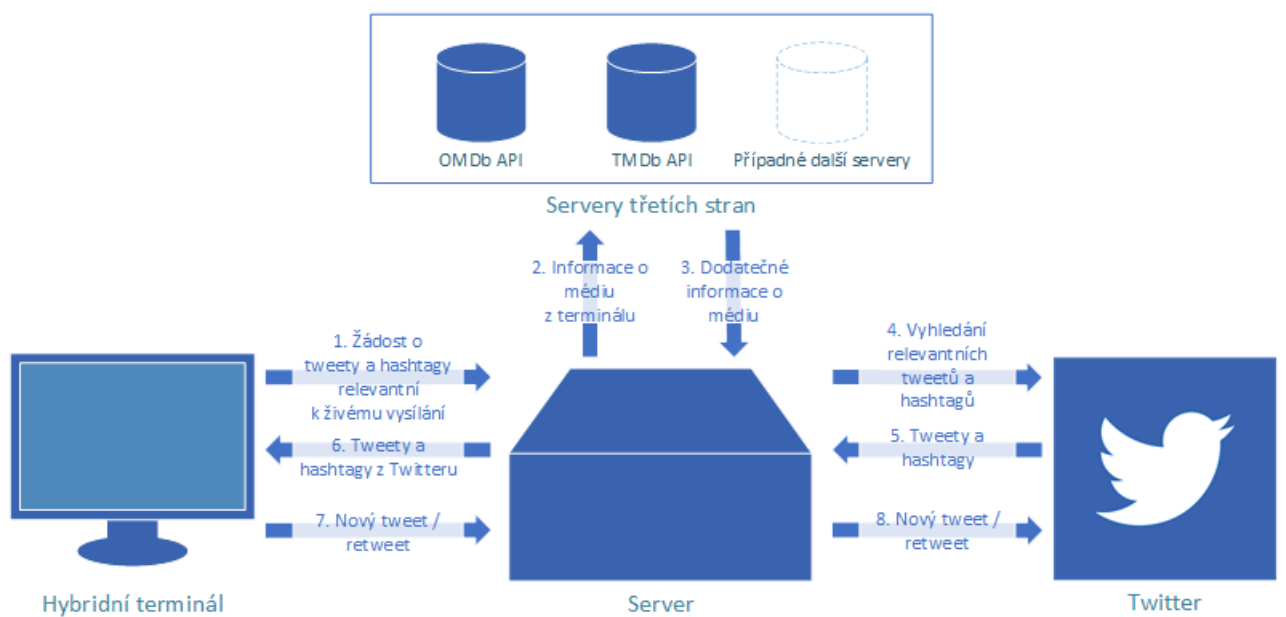 OMDb API
TMDb API
Případné další servery
Servery třetích stran
2. Informace o
médiu
z terminálu
3. Dodatečné
informace o
médiu
1. Žádost o
tweety a hashtagy
relevantní
k živému vysílání
4. Vyhledání
relevantních
tweetů a
hashtagů
6. Tweety a
hashtagy z Twitteru
5. Tweety a
hashtagy
7. Nový tweet /
retweet
8. Nový tweet /
retweet
Hybridní terminál
Server
Twitter